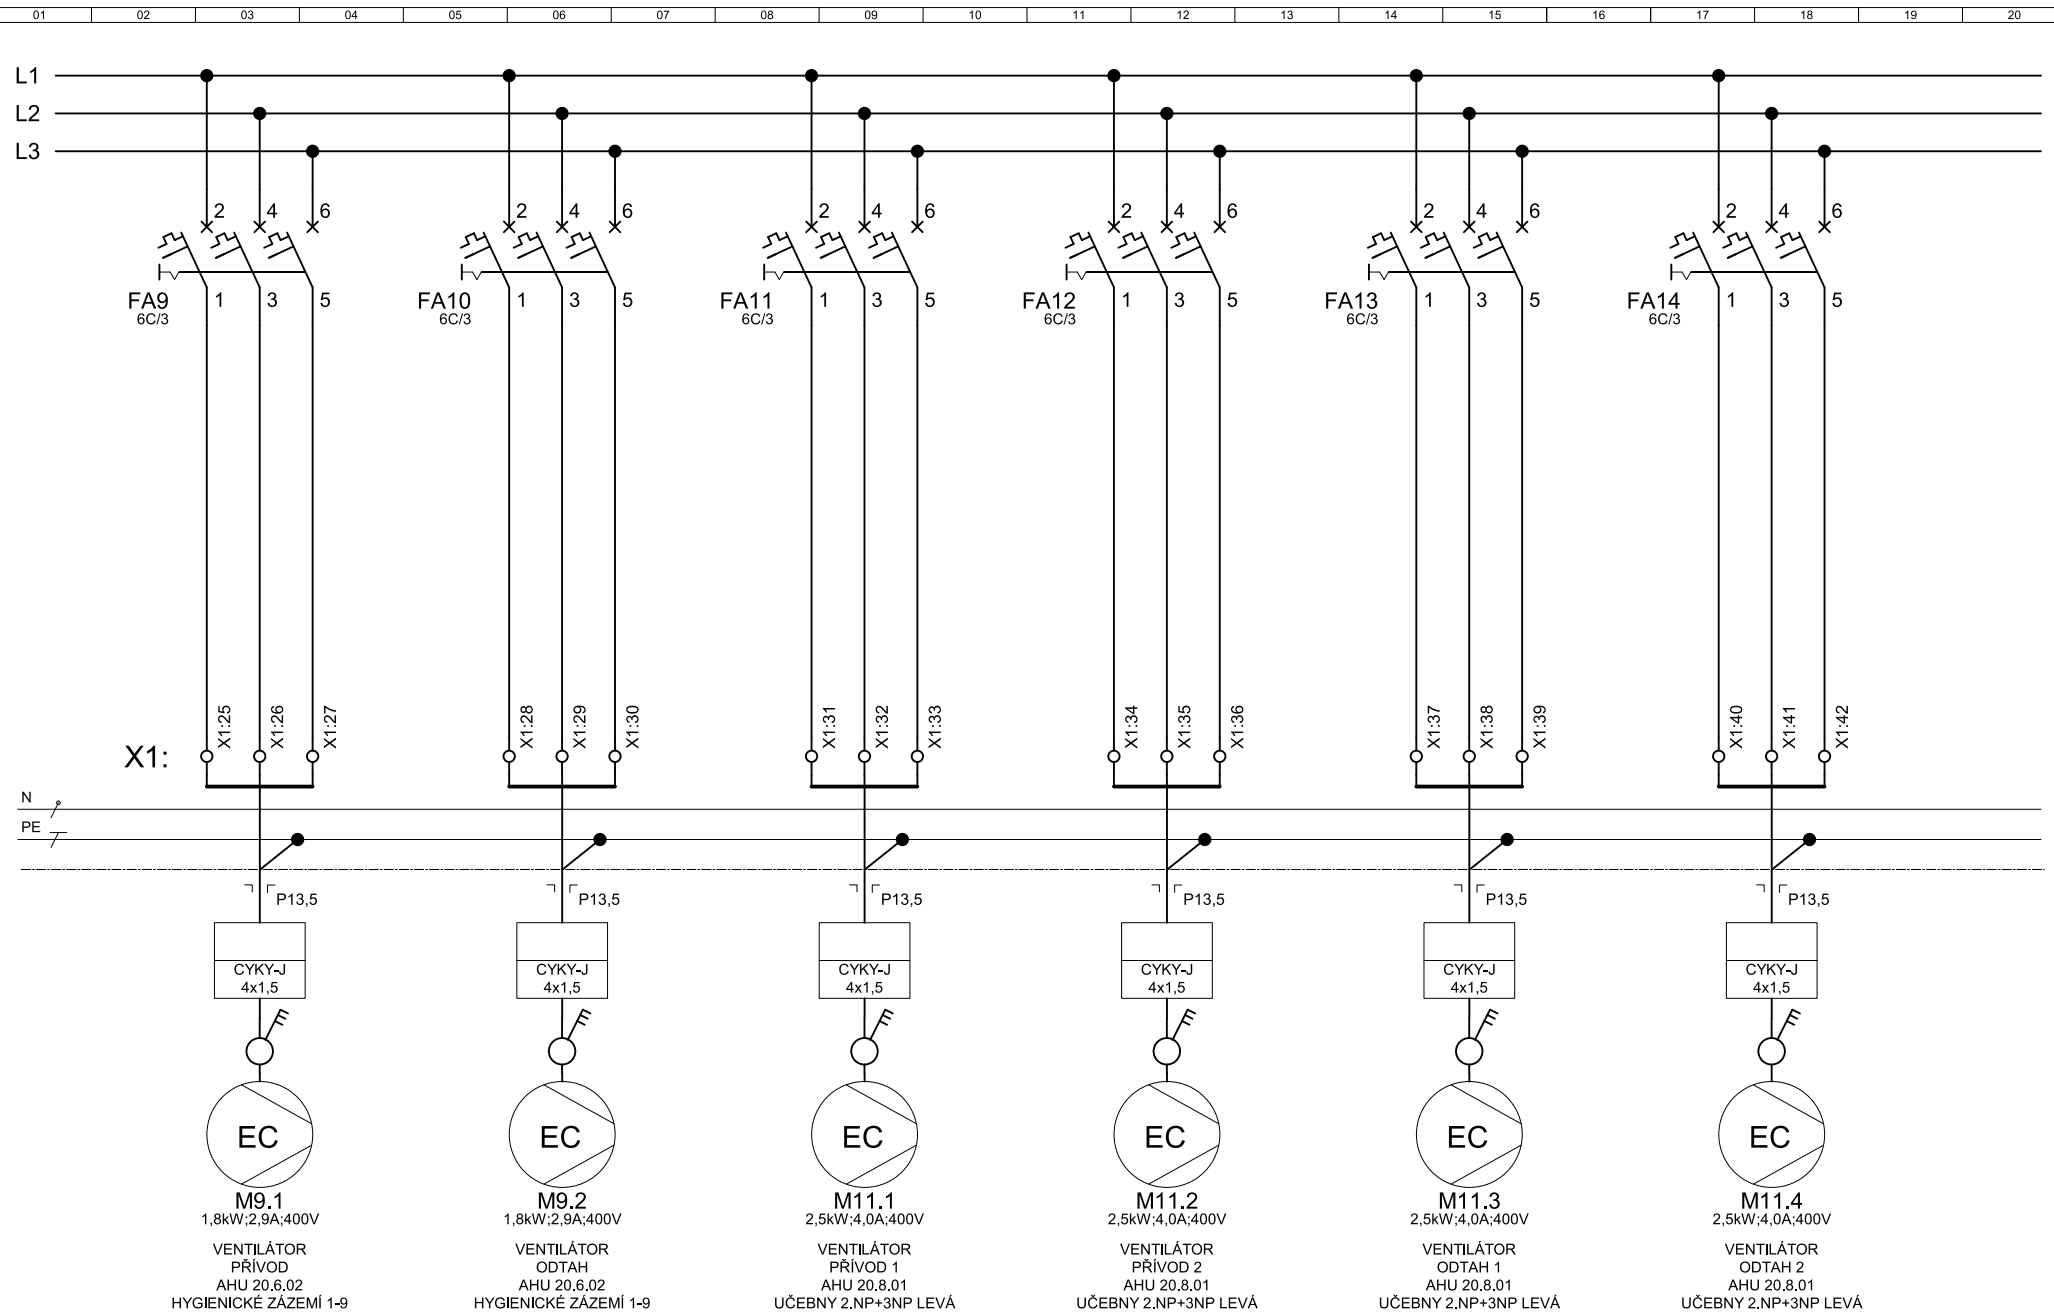 01 02 03 04 05 06 07 08 09 10 11 12 13 14 15 16 17 18 19 20
L1
L2
L3
2 4 6 2 4 6 2 4 6 2 4 6 2 4 6 2 4 6
FA9 1 3 5 FA10 1 3 5 FA11 1 3 5 FA12 1 3 5 FA13 1 3 5 FA14 1 3 5
6C/3 6C/3 6C/3 6C/3 6C/3 6C/3
X1:25 X1:26 X1:27 X1:28 X1:29 X1:30 X1:31 X1:32 X1:33 X1:34 X1:35 X1:36 X1:37 X1:38 X1:39 X1:40 X1:41 X1:42
X1:
N
PE
P13,5 P13,5 P13,5 P13,5 P13,5 P13,5
CYKY-J CYKY-J CYKY-J CYKY-J CYKY-J CYKY-J
4x1,5 4x1,5 4x1,5 4x1,5 4x1,5 4x1,5
EC EC EC EC EC EC
M9.1 M9.2 M11.1 M11.2 M11.3 M11.4
1,8kW;2,9A;400V 1,8kW;2,9A;400V 2,5kW;4,0A;400V 2,5kW;4,0A;400V 2,5kW;4,0A;400V 2,5kW;4,0A;400V
VENTILÁTOR VENTILÁTOR VENTILÁTOR VENTILÁTOR VENTILÁTOR VENTILÁTOR
PŘÍVOD ODTAH PŘÍVOD 1 PŘÍVOD 2 ODTAH 1 ODTAH 2
AHU 20.6.02 AHU 20.6.02 AHU 20.8.01 AHU 20.8.01 AHU 20.8.01 AHU 20.8.01
HYGIENICKÉ ZÁZEMÍ 1-9 HYGIENICKÉ ZÁZEMÍ 1-9 UČEBNY 2.NP+3NP LEVÁ UČEBNY 2.NP+3NP LEVÁ UČEBNY 2.NP+3NP LEVÁ UČEBNY 2.NP+3NP LEVÁ